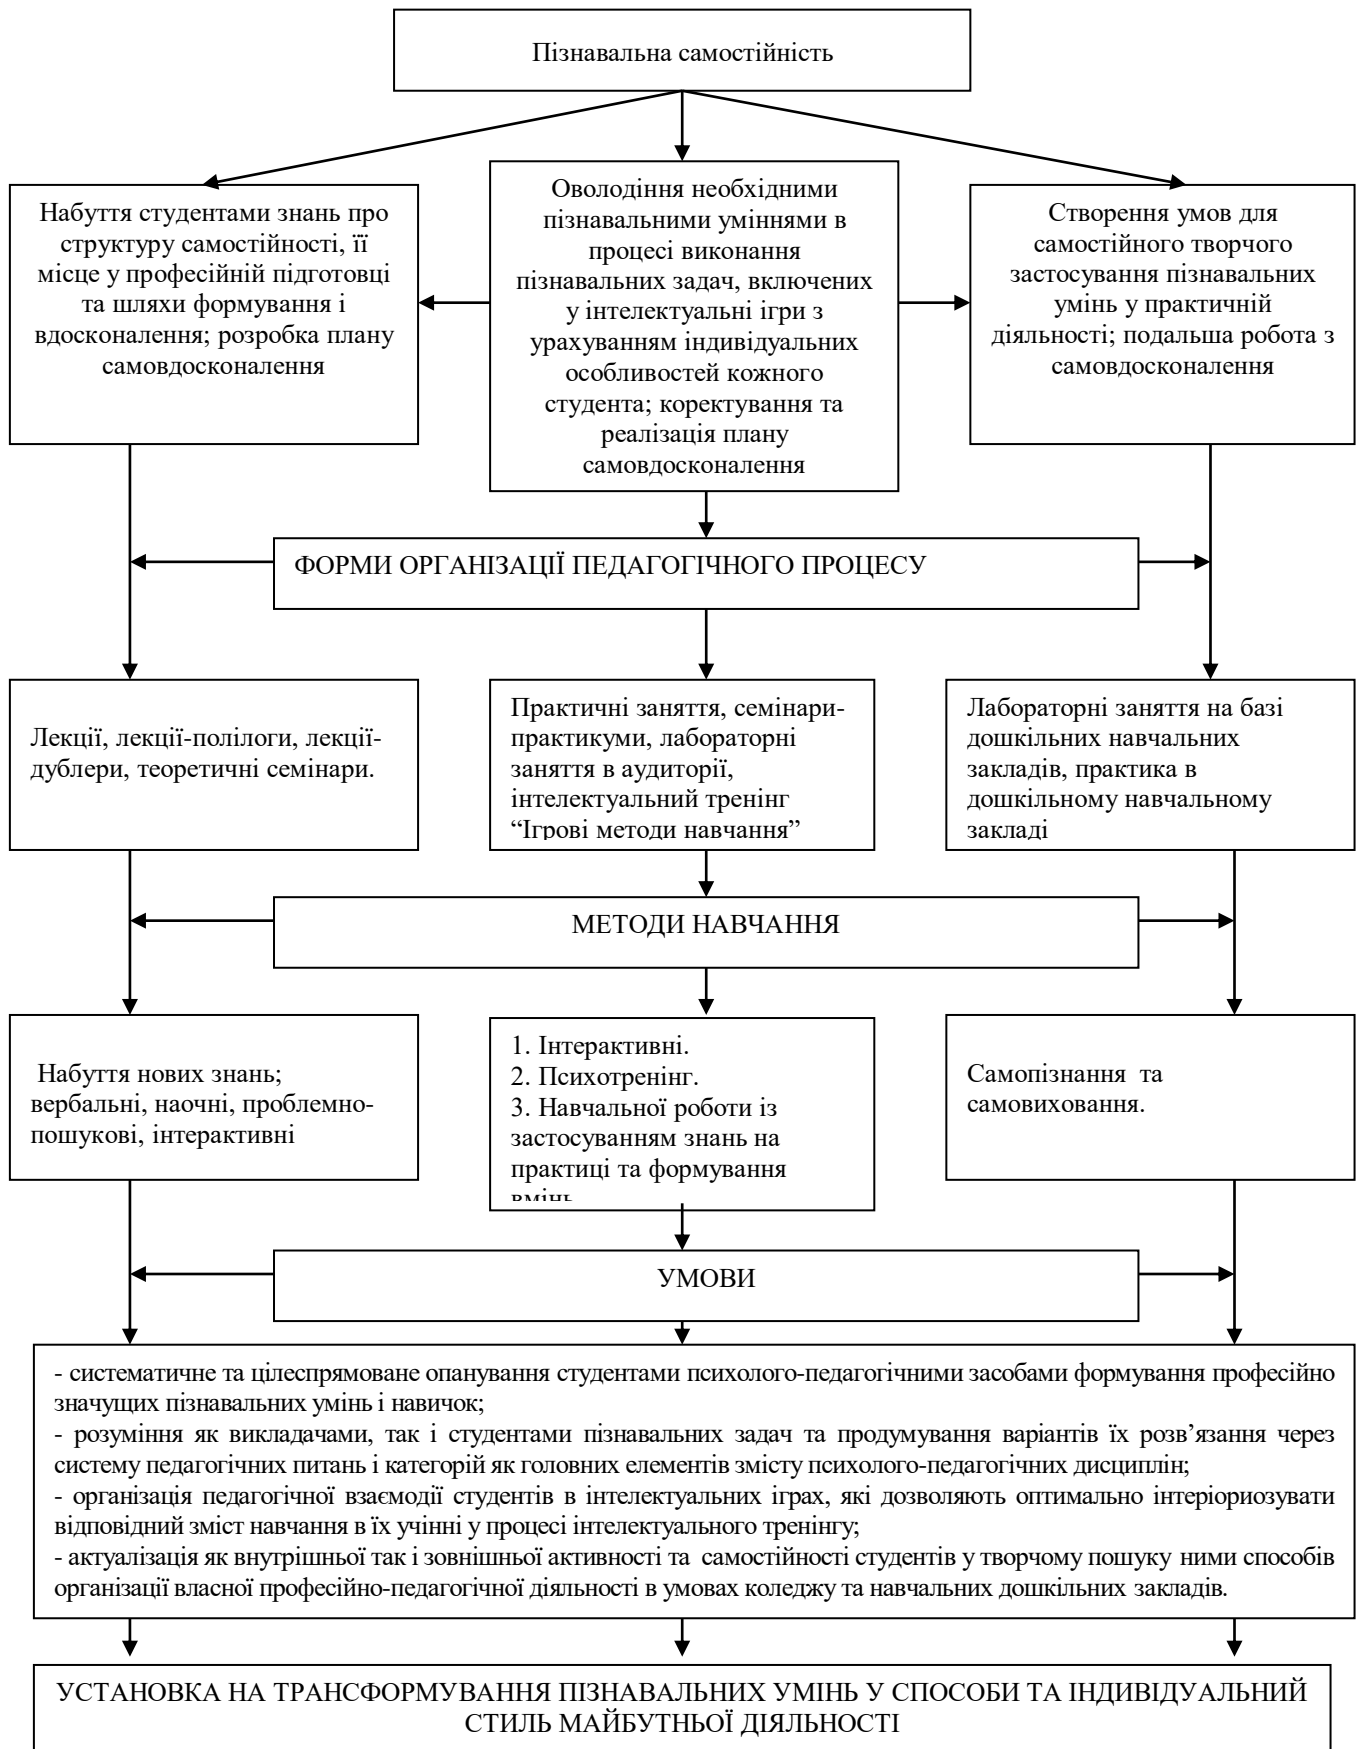 Пізнавальна самостійність
Набуття студентами знань про
структуру самостійності, її
місце у професійній підготовці
та шляхи формування і
вдосконалення; розробка плану
самовдосконалення
Оволодіння необхідними
пізнавальними уміннями в
процесі виконання
пізнавальних задач, включених
у інтелектуальні ігри з
урахуванням індивідуальних
особливостей кожного
студента; коректування та
реалізація плану
самовдосконалення
Створення умов для
самостійного творчого
застосування пізнавальних
умінь у практичній
діяльності; подальша робота з
самовдосконалення
ФОРМИ ОРГАНІЗАЦІЇ ПЕДАГОГІЧНОГО ПРОЦЕСУ
Лекції, лекції-полілоги, лекції-
дублери, теоретичні семінари.
Практичні заняття, семінари-
практикуми, лабораторні
заняття в аудиторії,
інтелектуальний тренінг
“Ігрові методи навчання”
Лабораторні заняття на базі
дошкільних навчальних
закладів, практика в
дошкільному навчальному
закладі
МЕТОДИ НАВЧАННЯ
Набуття нових знань;
вербальні, наочні, проблемно-
пошукові, інтерактивні
1. Інтерактивні.
2. Психотренінг.
3. Навчальної роботи із
застосуванням знань на
практиці та формування
вмінь
Самопізнання та
самовиховання.
УМОВИ
- систематичне та цілеспрямоване опанування студентами психолого-педагогічними засобами формування професійно
значущих пізнавальних умінь і навичок;
- розуміння як викладачами, так і студентами пізнавальних задач та продумування варіантів їх розв’язання через
систему педагогічних питань і категорій як головних елементів змісту психолого-педагогічних дисциплін;
- організація педагогічної взаємодії студентів в інтелектуальних іграх, які дозволяють оптимально інтеріориозувати
відповідний зміст навчання в їх учінні у процесі інтелектуального тренінгу;
- актуалізація як внутрішньої так і зовнішньої активності та самостійності студентів у творчому пошуку ними способів
організації власної професійно-педагогічної діяльності в умовах коледжу та навчальних дошкільних закладів.
УСТАНОВКА НА ТРАНСФОРМУВАННЯ ПІЗНАВАЛЬНИХ УМІНЬ У СПОСОБИ ТА ІНДИВІДУАЛЬНИЙ
СТИЛЬ МАЙБУТНЬОЇ ДІЯЛЬНОСТІ